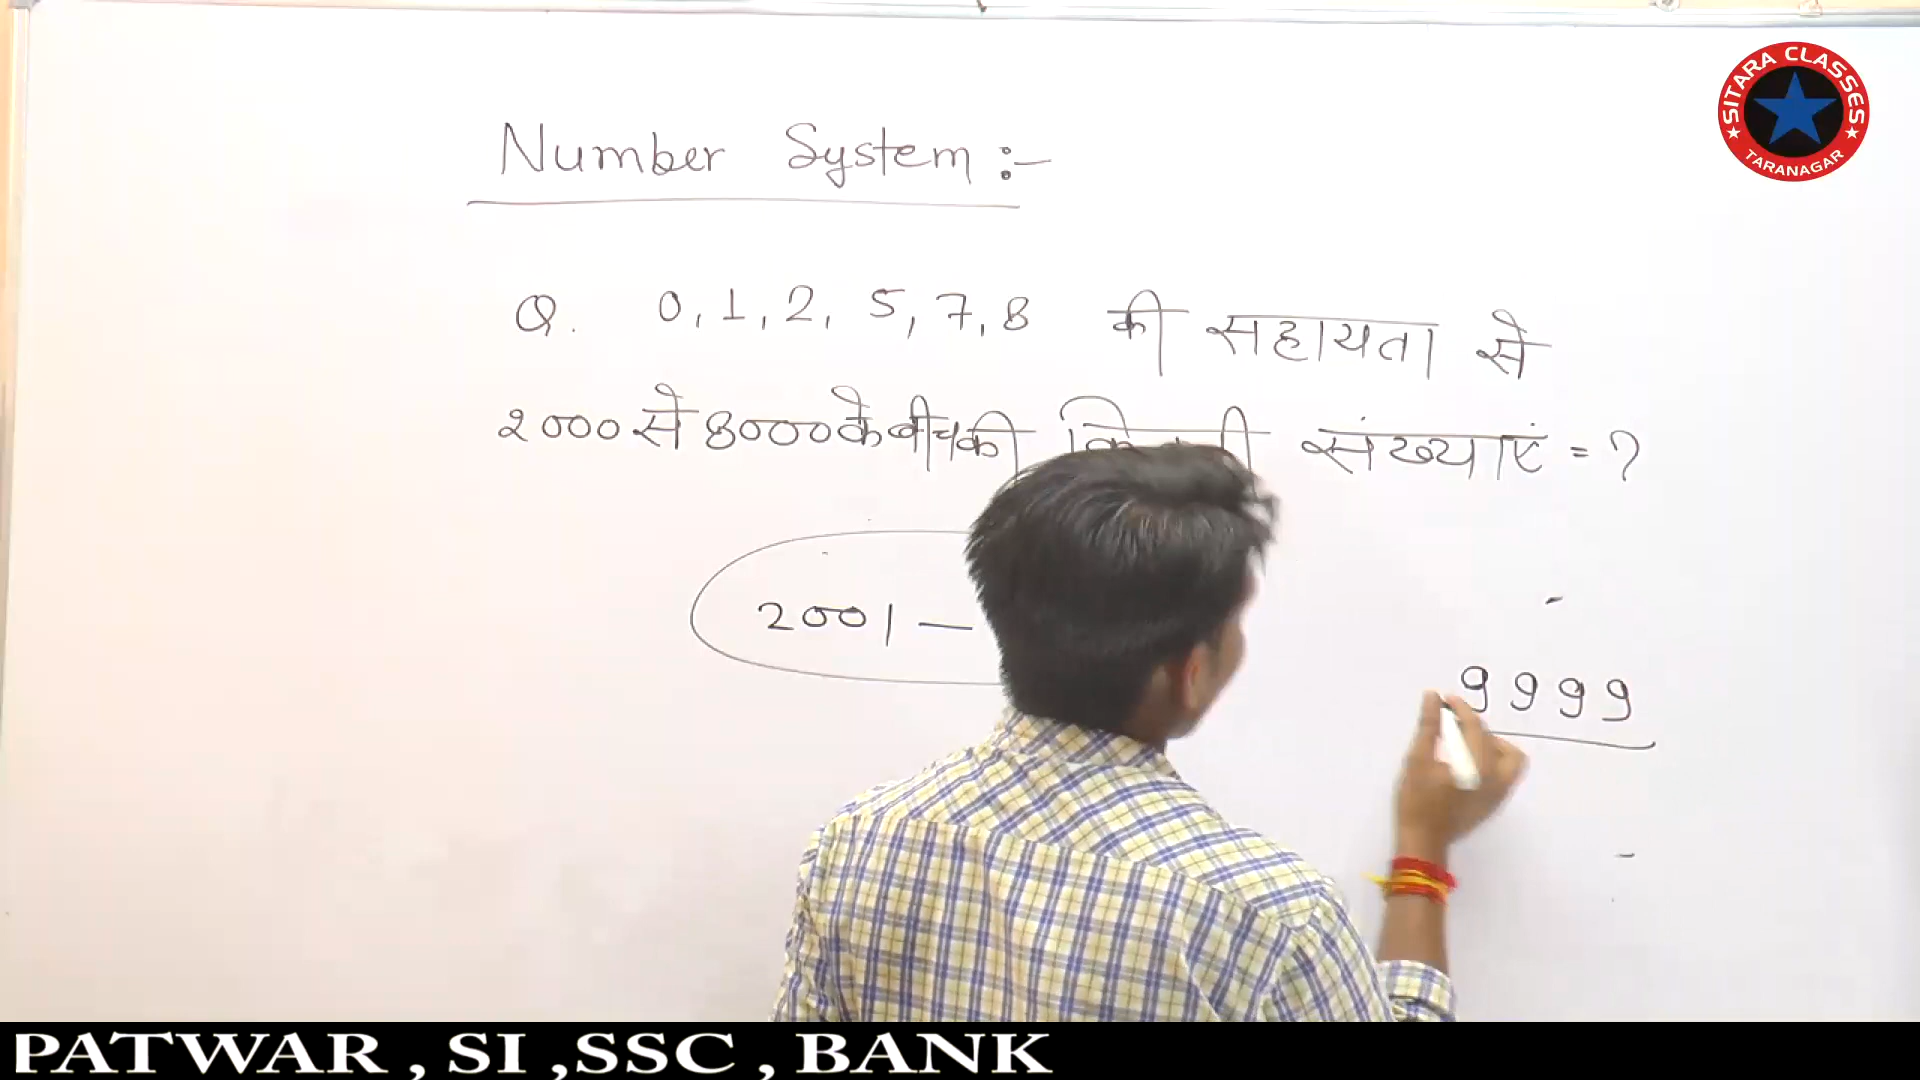 Number System :-
Q. 0, 1, 2, 5, 7, 8 की सहायता से
2000 से 8000 के बीच की संख्याएं = ?
2001 —
9999
SITARA CLASSES
TARANAGAR
PATWAR , SI ,SSC , BANK